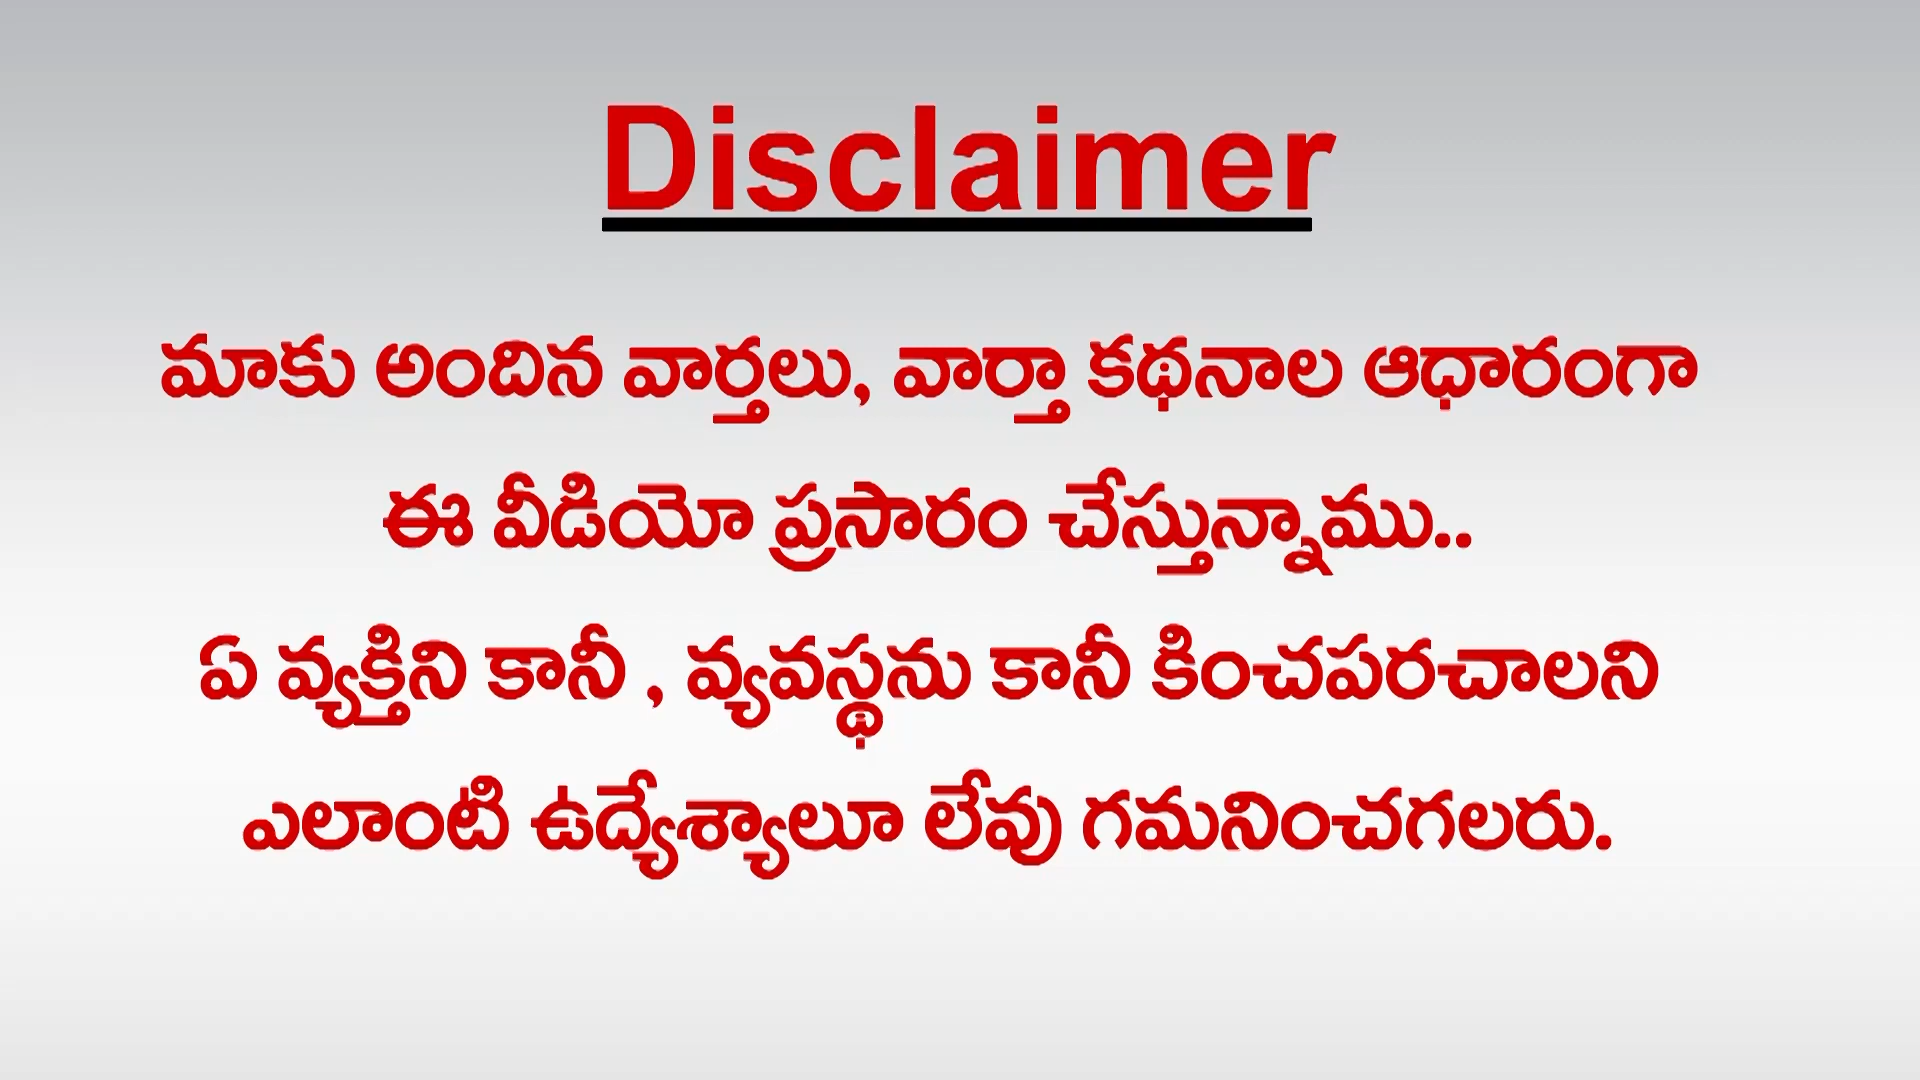 Disclaimer
మాకు అందిన వార్తలు, వార్తా కథనాల ఆధారంగా
ఈ వీడియో ప్రసారం చేస్తున్నాము..
ఏ వ్యక్తిని కానీ , వ్యవస్థను కానీ కించపరచాలని
ఎలాంటి ఉద్యేశ్యాలూ లేవు గమనించగలరు.